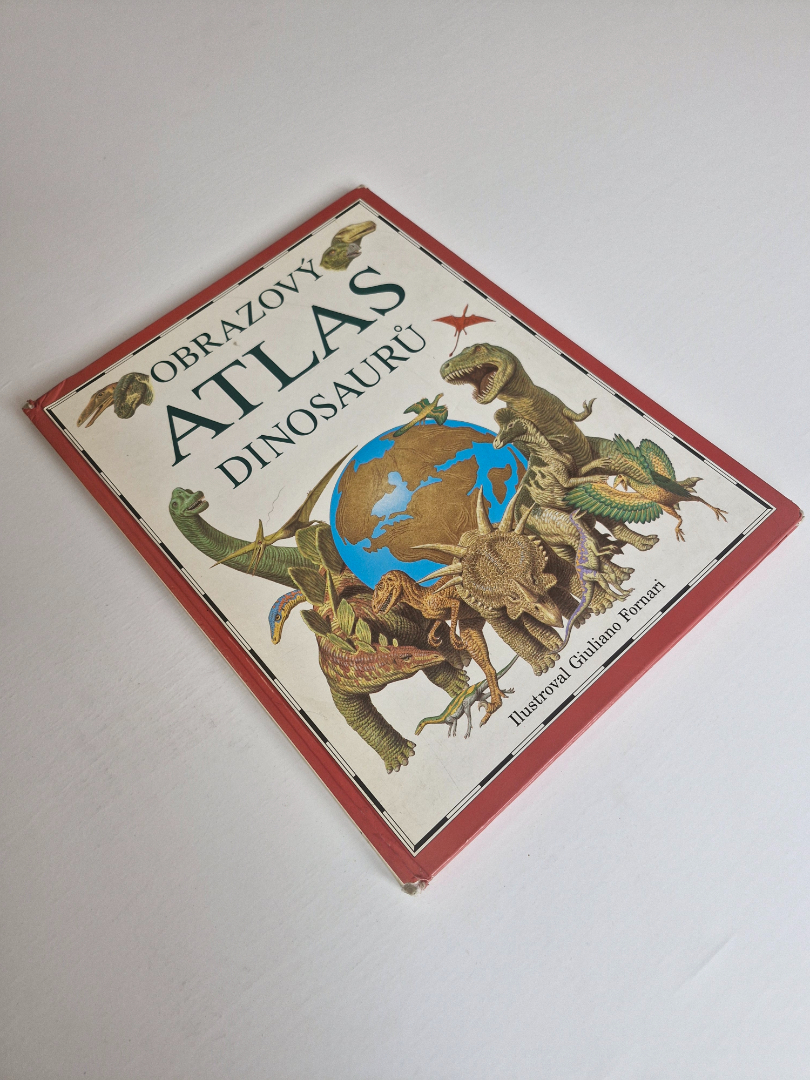 OBRAZOVÝ
ATLAS
DINOSAURŮ
Ilustroval Giuliano Fornari